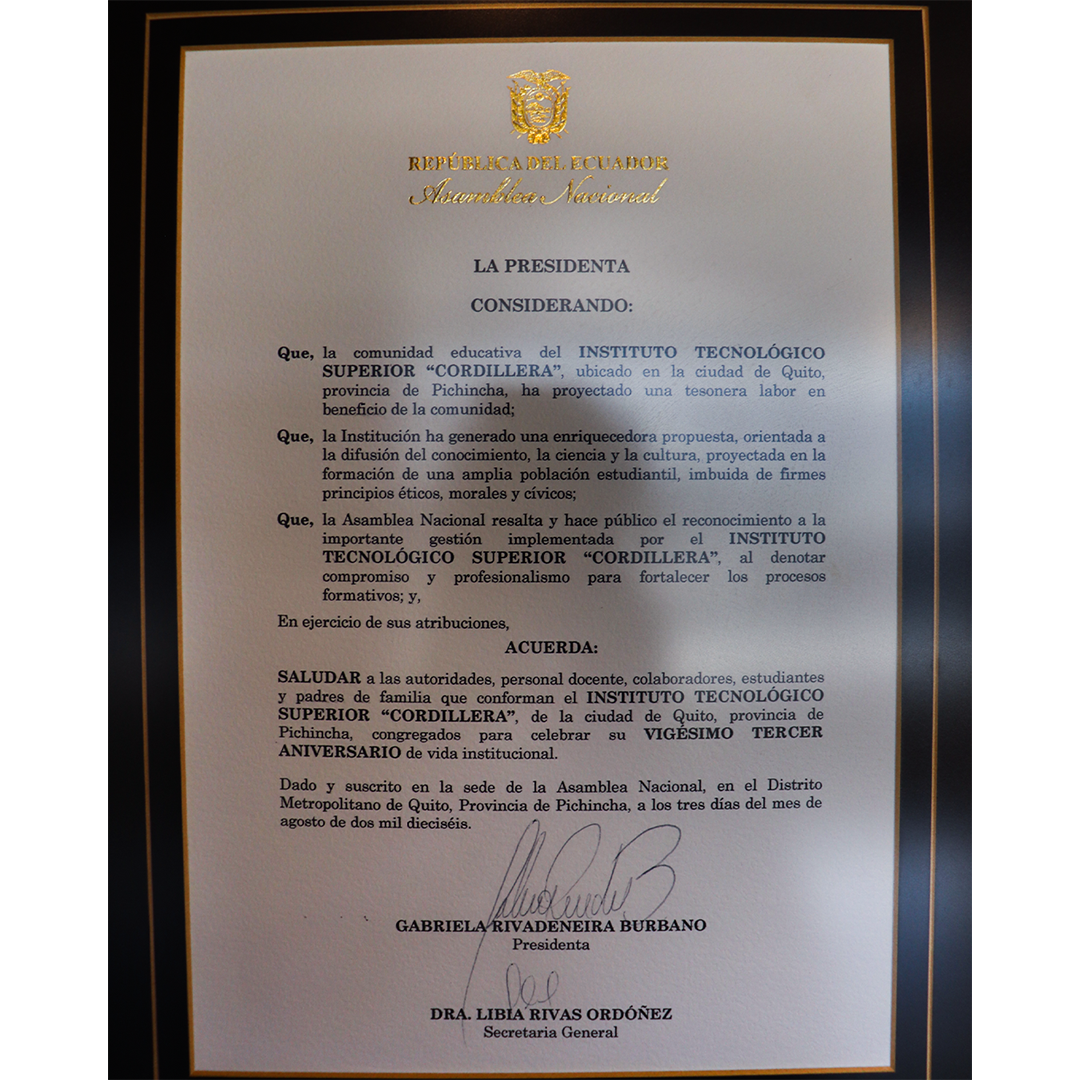 REPÚBLICA DEL ECUADOR
Asamblea Nacional
LA PRESIDENTA
CONSIDERANDO:
Que, la comunidad educativa del INSTITUTO TECNOLÓGICO
SUPERIOR “CORDILLERA”, ubicado en la ciudad de Quito,
provincia de Pichincha, ha proyectado una tesonera labor en
beneficio de la comunidad;
Que, la Institución ha generado una enriquecedora propuesta, orientada a
la difusión del conocimiento, la ciencia y la cultura, proyectada en la
formación de una amplia población estudiantil, imbuida de firmes
principios éticos, morales y cívicos;
Que, la Asamblea Nacional resalta y hace público el reconocimiento a la
importante gestión implementada por el INSTITUTO
TECNOLÓGICO SUPERIOR “CORDILLERA”, al denotar
compromiso y profesionalismo para fortalecer los procesos
formativos; y,
En ejercicio de sus atribuciones,
ACUERDA:
SALUDAR a las autoridades, personal docente, colaboradores, estudiantes
y padres de familia que conforman el INSTITUTO TECNOLÓGICO
SUPERIOR “CORDILLERA”, de la ciudad de Quito, provincia de
Pichincha, congregados para celebrar su VIGÉSIMO TERCER
ANIVERSARIO de vida institucional.
Dado y suscrito en la sede de la Asamblea Nacional, en el Distrito
Metropolitano de Quito, Provincia de Pichincha, a los tres días del mes de
agosto de dos mil dieciséis.
GABRIELA RIVADENEIRA BURBANO
Presidenta
DRA. LIBIA RIVAS ORDÓÑEZ
Secretaria General